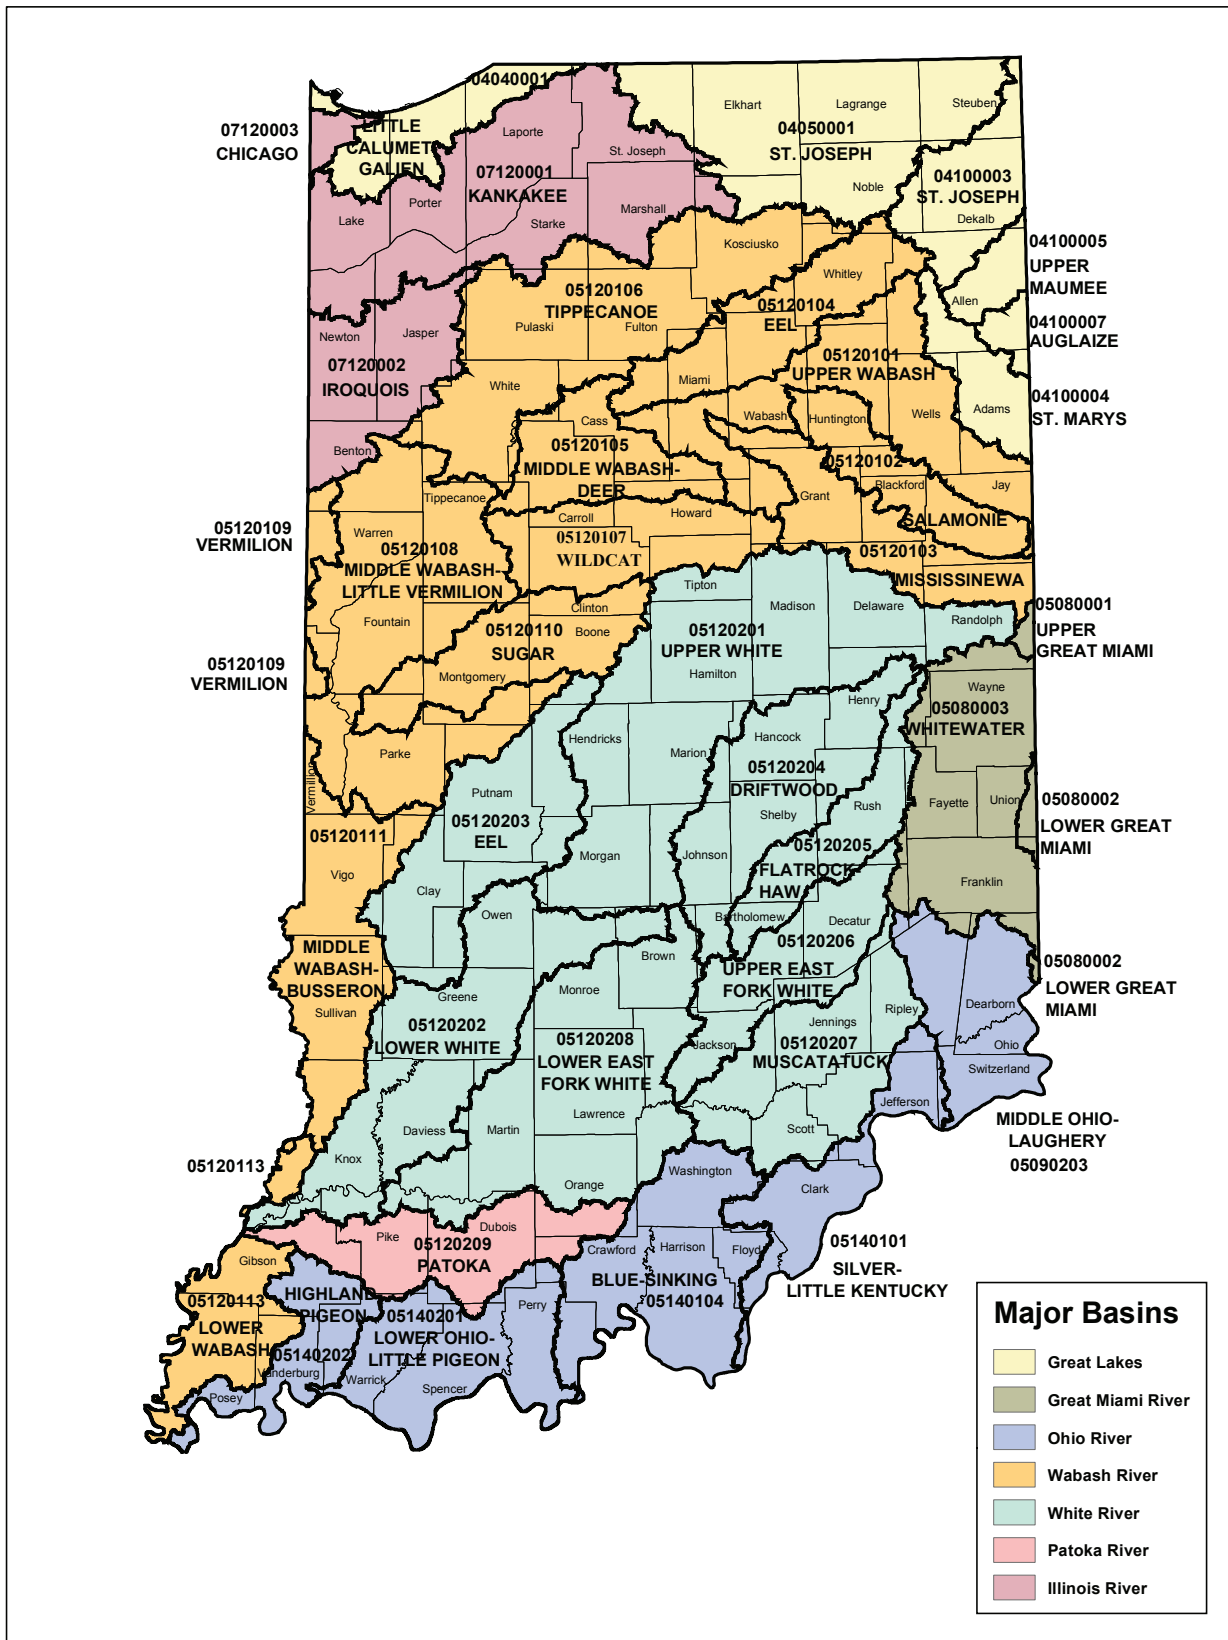 04040001
Elkhart
Lagrange
Steuben
07120003
CHICAGO
LITTLE
CALUMET-
GALIEN
Laporte
St. Joseph
04050001
ST. JOSEPH
07120001
KANKAKEE
Noble
04100003
ST. JOSEPH
Dekalb
Lake
Porter
Starke
Marshall
Kosciusko
Whitley
04100005
UPPER
MAUMEE
Allen
04100007
AUGLAIZE
05120106
TIPPECANOE
Pulaski
Fulton
05120104
EEL
Newton
Jasper
07120002
IROQUOIS
05120101
UPPER WABASH
White
Miami
Cass
Wabash
Huntington
Wells
Adams
04100004
ST. MARYS
Benton
05120105
MIDDLE WABASH-
DEER
05120102
Blackford
Jay
SALAMONIE
Grant
Tippecanoe
Carroll
Howard
05120107
WILDCAT
05120109
VERMILION
Warren
05120108
MIDDLE WABASH-
LITTLE VERMILION
05120103
MISSISSINEWA
Tipton
Madison
Delaware
Randolph
05080001
UPPER
GREAT MIAMI
Fountain
Clinton
Boone
05120110
SUGAR
Montgomery
05120201
UPPER WHITE
Hamilton
05120109
VERMILION
Henry
Wayne
05080003
WHITEWATER
Parke
Vermillion
Hendricks
Marion
Hancock
05120204
DRIFTWOOD
Shelby
Rush
Fayette
Union
05080002
LOWER GREAT
MIAMI
Putnam
05120203
EEL
05120111
Vigo
Clay
Morgan
Johnson
05120205
FLATROCK-
HAW
Franklin
Owen
Bartholomew
Decatur
05120206
UPPER EAST
FORK WHITE
MIDDLE
WABASH-
BUSSERON
Sullivan
Brown
Monroe
Greene
05120202
LOWER WHITE
05120208
LOWER EAST
FORK WHITE
Jackson
Jennings
05120207
MUSCATATUCK
Ripley
Dearborn
Ohio
Switzerland
05080002
LOWER GREAT
MIAMI
Jefferson
MIDDLE OHIO-
LAUGHERY
05090203
Lawrence
Daviess
Martin
Scott
Knox
05120113
Orange
Washington
Clark
Pike
Dubois
05120209
PATOKA
Crawford
Harrison
Floyd
BLUE-SINKING
05140104
05140101
SILVER-
LITTLE KENTUCKY
Gibson
05120113
LOWER
WABASH
HIGHLAND
PIGEON
05140202
Vanderburg
Warrick
05140201
LOWER OHIO-
LITTLE PIGEON
Perry
Spencer
Posey
Major Basins
Great Lakes
Great Miami River
Ohio River
Wabash River
White River
Patoka River
Illinois River